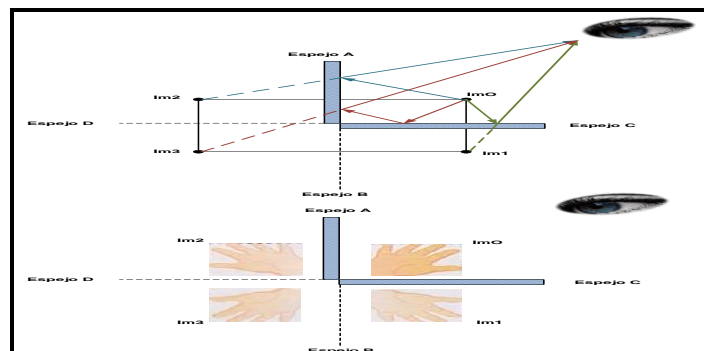 Espejo A
Im2
ImO
Espejo D
Espejo C
Im3
Im1
Espejo B
Espejo A
Im2
ImO
Espejo D
Espejo C
Im3
Im1
Espejo B